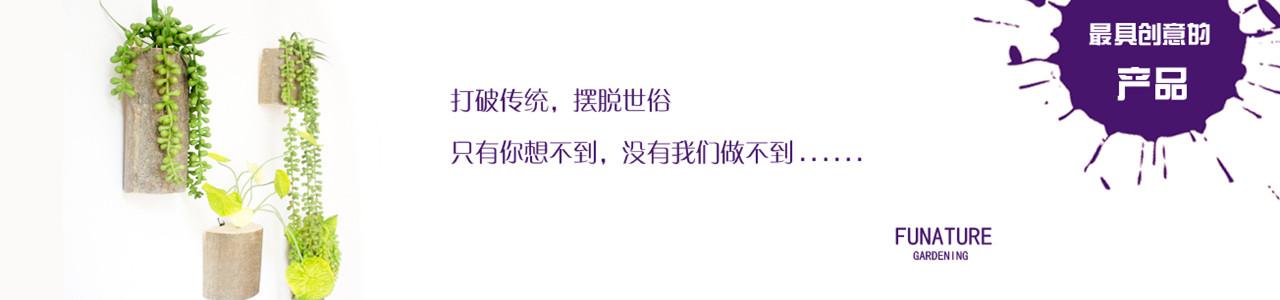 最具创意的
产品
打破传统，摆脱世俗
只有你想不到，没有我们做不到......
FUNATURE
GARDENING